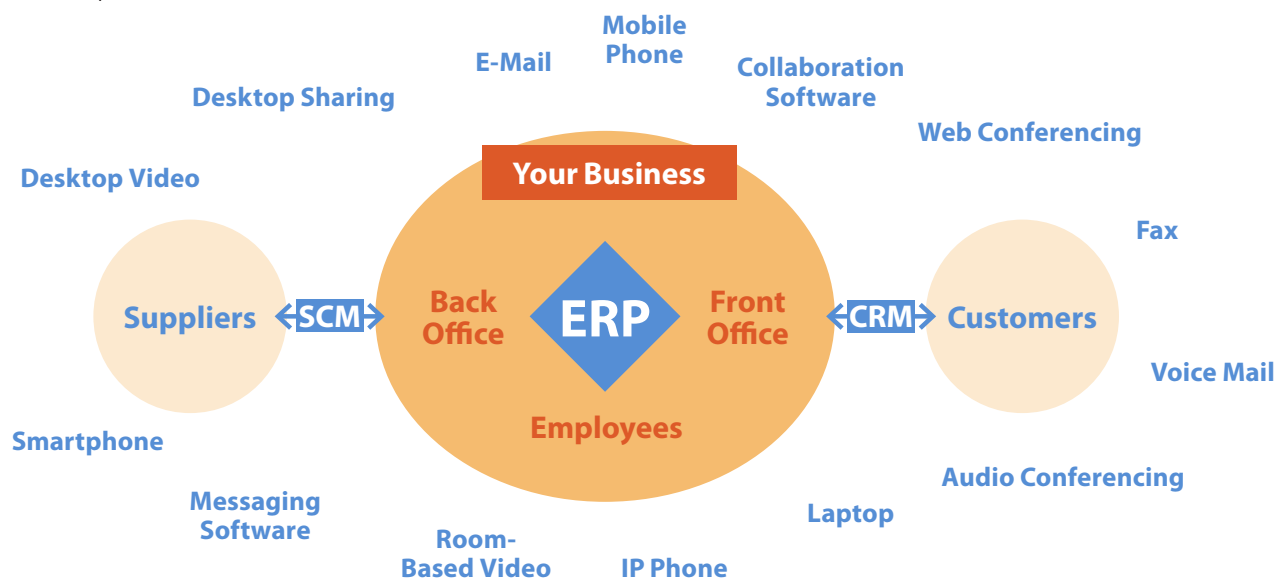 Mobile
Phone
E-Mail
Collaboration
Software
Desktop Sharing
Web Conferencing
Your Business
Desktop Video
Fax
Suppliers
SCM
Back
Office
ERP
Front
Office
CRM
Customers
Voice Mail
Employees
Smartphone
Audio Conferencing
Messaging
Software
Laptop
Room-
Based Video
IP Phone